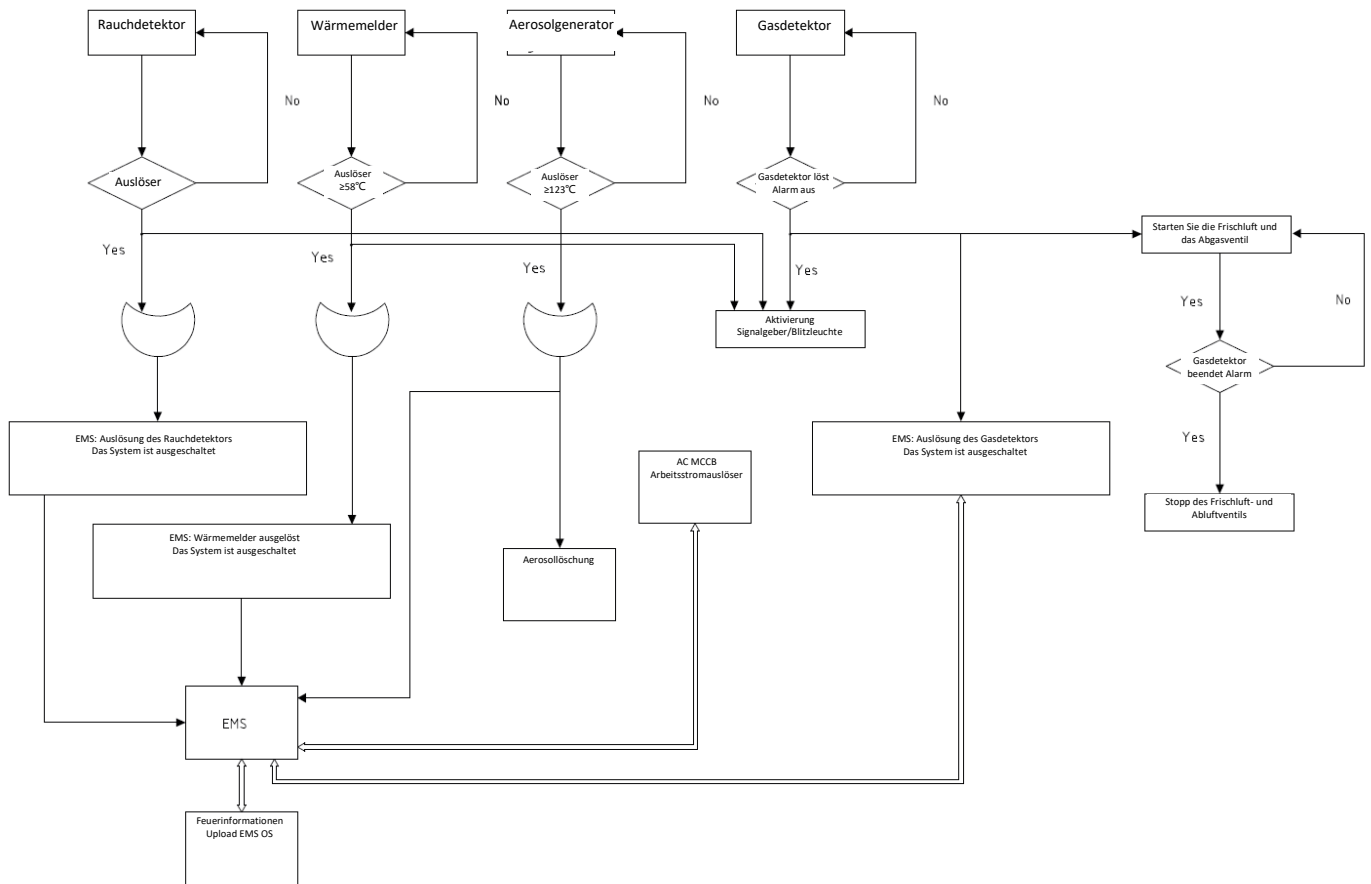 Rauchdetektor
Wärmemelder
Aerosolgenerator
Gasdetektor
No
No
No
No
Auslöser
Auslöser
≥58℃
Auslöser
≥123℃
Gasdetektor löst
Alarm aus
Yes
Yes
Yes
Yes
Starten Sie die Frischluft und
das Abgasventil
Yes
No
Aktivierung
Signalgeber/Blitzleuchte
Gasdetektor
beendet Alarm
Yes
EMS: Auslösung des Rauchdetektors
Das System ist ausgeschaltet
AC MCCB
Arbeitsstromauslöser
EMS: Auslösung des Gasdetektors
Das System ist ausgeschaltet
Stopp des Frischluft- und
Abluftventils
EMS: Wärmemelder ausgelöst
Das System ist ausgeschaltet
Aerosollöschung
EMS
Feuerinformationen
Upload EMS OS